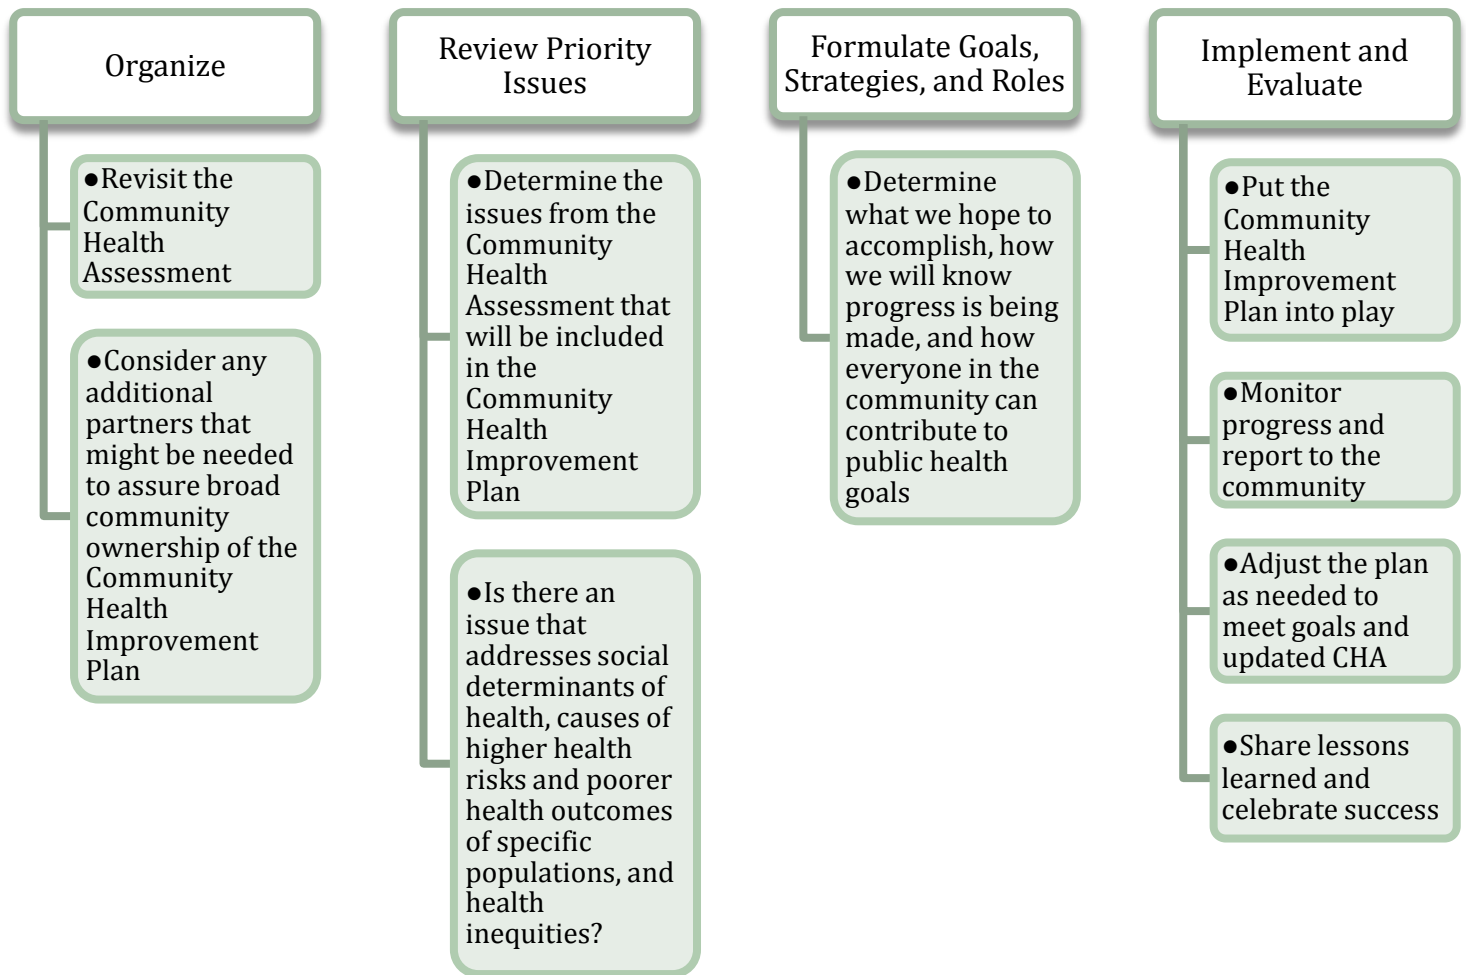 Organize
●Revisit the
Community
Health
Assessment
●Consider any
additional
partners that
might be needed
to assure broad
community
ownership of the
Community
Health
Improvement
Plan
Review Priority
Issues
●Determine the
issues from the
Community
Health
Assessment that
will be included
in the
Community
Health
Improvement
Plan
●Is there an
issue that
addresses social
determinants of
health, causes of
higher health
risks and poorer
health outcomes
of specific
populations, and
health
inequities?
Formulate Goals,
Strategies, and Roles
●Determine
what we hope to
accomplish, how
we will know
progress is being
made, and how
everyone in the
community can
contribute to
public health
goals
Implement and
Evaluate
●Put the
Community
Health
Improvement
Plan into play
●Monitor
progress and
report to the
community
●Adjust the plan
as needed to
meet goals and
updated CHA
●Share lessons
learned and
celebrate success